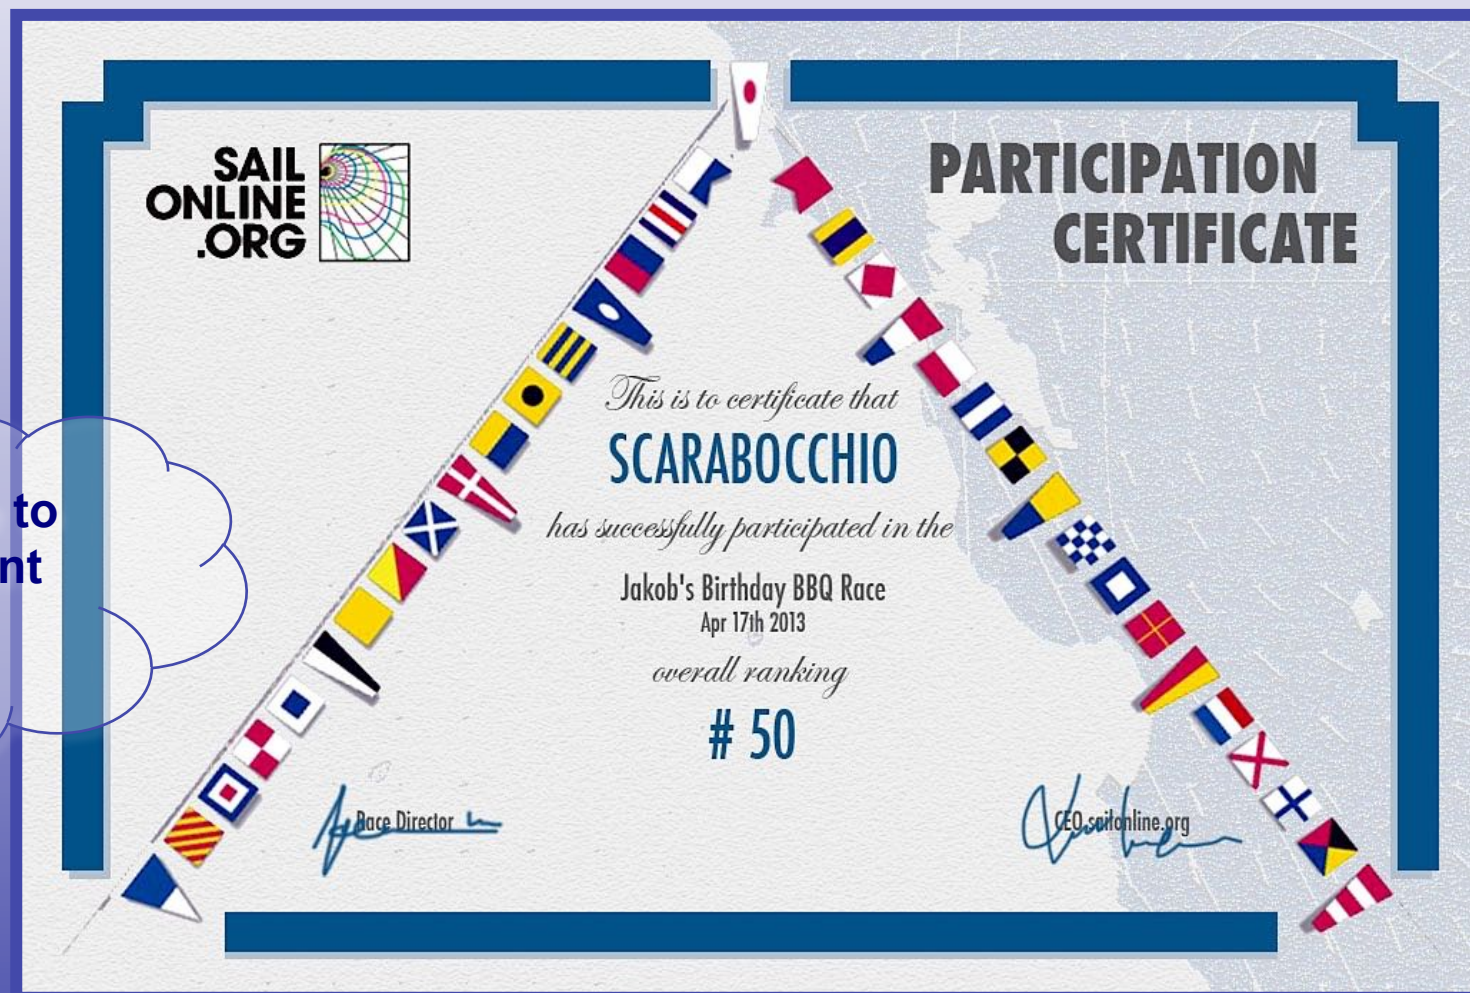 SAIL
ONLINE
.ORG
PARTICIPATION
CERTIFICATE
This is to certificate that
SCARABOCCHIO
has successfully participated in the
Jakob's Birthday BBQ Race
Apr 17th 2013
overall ranking
# 50
to
nt
Race Director
CEO sailonline.org